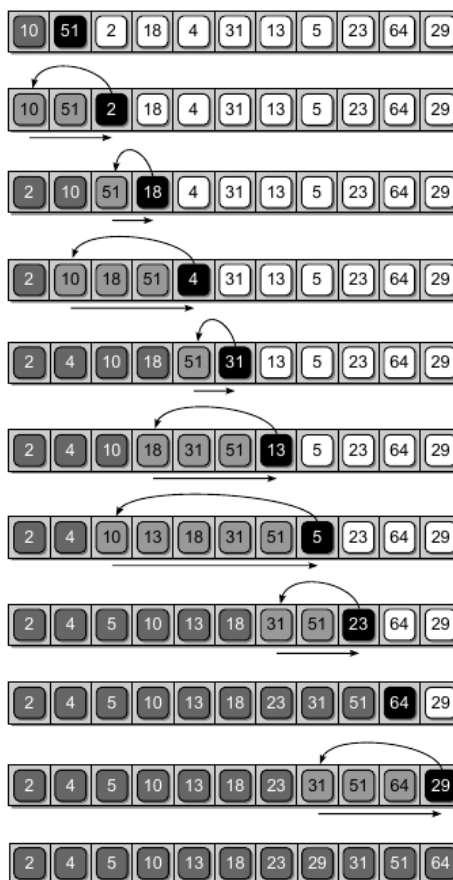 10 51 2 18 4 31 13 5 23 64 29
10 51 2 18 4 31 13 5 23 64 29
2 10 51 18 4 31 13 5 23 64 29
2 10 18 51 4 31 13 5 23 64 29
2 4 10 18 51 31 13 5 23 64 29
2 4 10 18 31 51 13 5 23 64 29
2 4 10 13 18 31 51 5 23 64 29
2 4 5 10 13 18 31 51 23 64 29
2 4 5 10 13 18 23 31 51 64 29
2 4 5 10 13 18 23 31 51 64 29
2 4 5 10 13 18 23 29 31 51 64